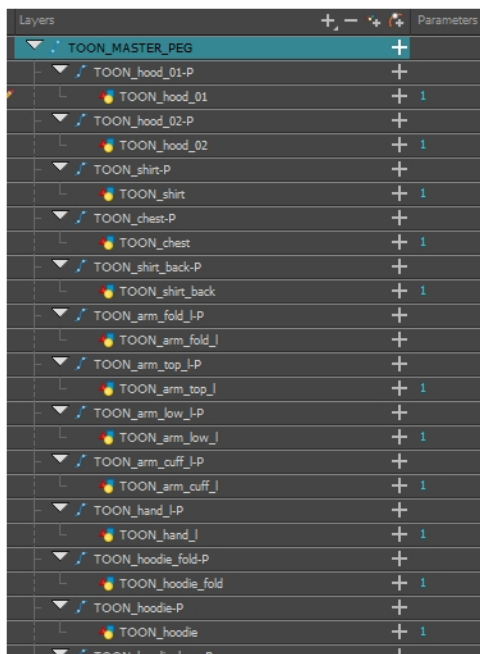 Layers Parameters
TOON_MASTER_PEG
TOON_hood_01-P
TOON_hood_01 1
TOON_hood_02-P
TOON_hood_02 1
TOON_shirt-P
TOON_shirt 1
TOON_chest-P
TOON_chest 1
TOON_shirt_back-P
TOON_shirt_back 1
TOON_arm_fold_l-P
TOON_arm_fold_l
TOON_arm_top_l-P
TOON_arm_top_l 1
TOON_arm_low_l-P
TOON_arm_low_l 1
TOON_arm_cuff_l-P
TOON_arm_cuff_l 1
TOON_hand_l-P
TOON_hand_l 1
TOON_hoodie_fold-P
TOON_hoodie_fold 1
TOON_hoodie-P
TOON_hoodie 1